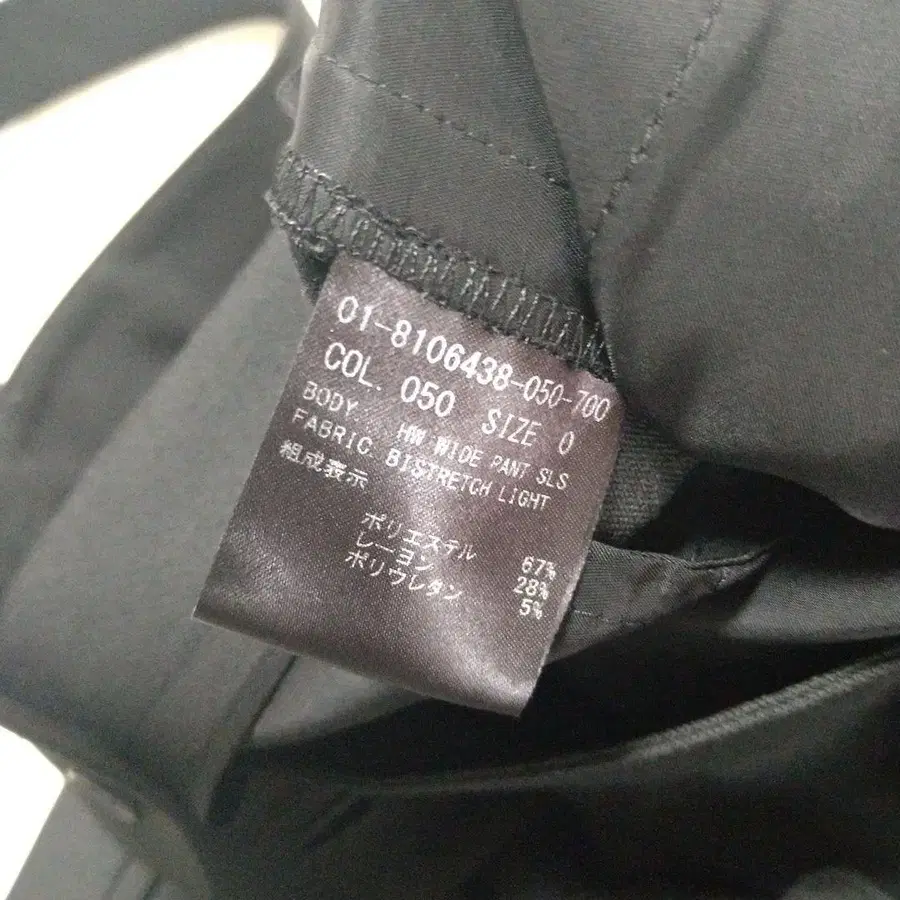 01-8106438-050-700
COL. 050 SIZE 0
BODY HW WIDE PANT SLS
FABRIC BISTRETCH LIGHT
組成表示
ポリエステル 67%
レーヨン 28%
ポリウレタン 5%